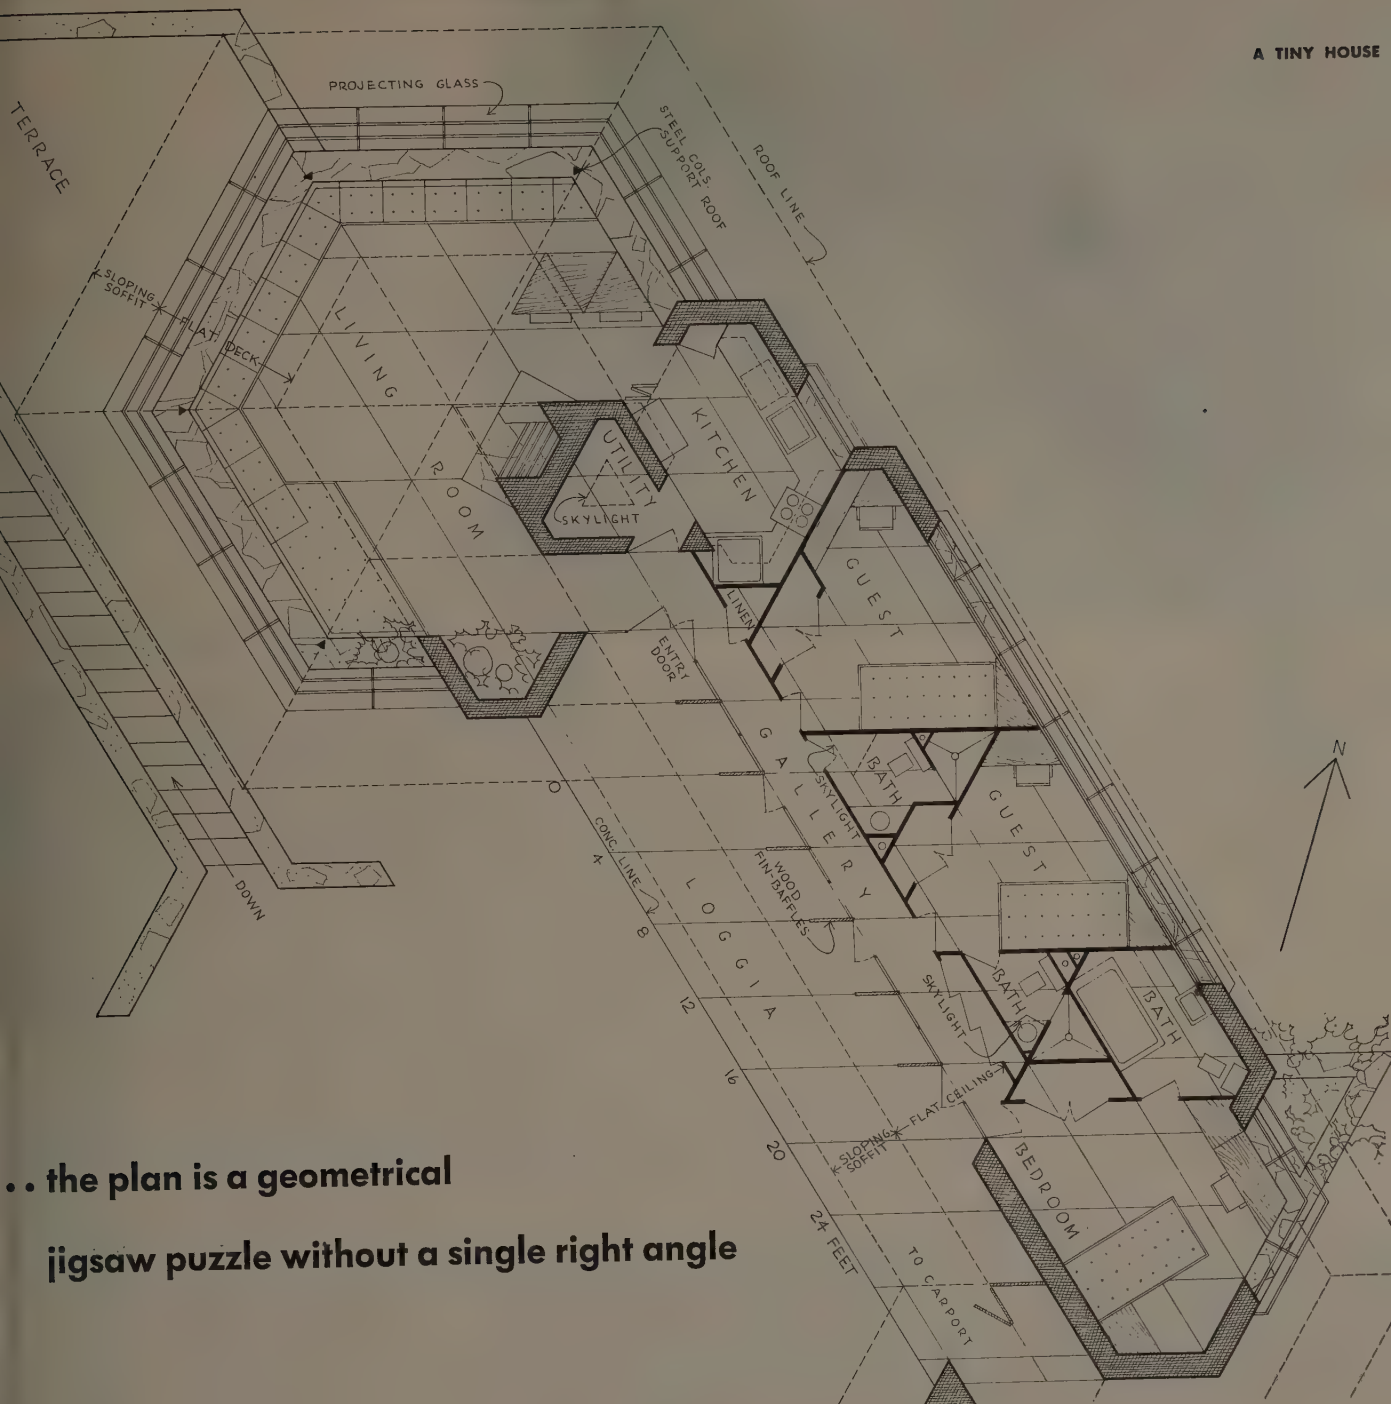 A TINY HOUSE
PROJECTING GLASS
TERRACE
STEEL COLS.
SUPPORT ROOF
ROOF LINE
SLOPING
SOFFIT
FLAT DECK
LIVING ROOM
UTILITY
SKYLIGHT
KITCHEN
LINEN
GUEST
ENTRY
DOOR
GALLERY
BATH
SKYLIGHT
GUEST
WOOD
FIN-BAFFLES
CONC. LINE
LOGGIA
DOWN
N
0
4
8
12
16
20
24 FEET
SKYLIGHT
BATH
BATH
FLAT CEILING
SLOPING
SOFFIT
BEDROOM
TO CARPORT
.. the plan is a geometrical
jigsaw puzzle without a single right angle